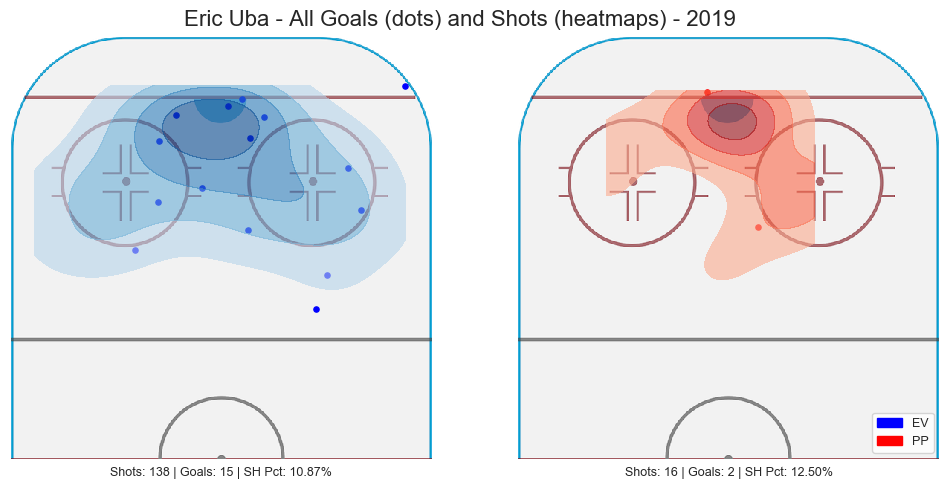 Eric Uba - All Goals (dots) and Shots (heatmaps) - 2019
EV
PP
Shots: 138 | Goals: 15 | SH Pct: 10.87%
Shots: 16 | Goals: 2 | SH Pct: 12.50%